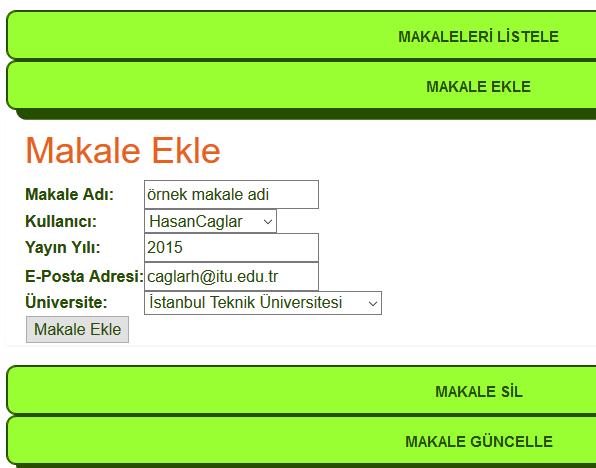 MAKALELERİ LİSTELE
MAKALE EKLE
Makale Ekle
Makale Adı: örnek makale adi
Kullanıcı: HasanCaglar
Yayın Yılı: 2015
E-Posta Adresi: caglarh@itu.edu.tr
Üniversite: İstanbul Teknik Üniversitesi
Makale Ekle
MAKALE SİL
MAKALE GÜNCELLE